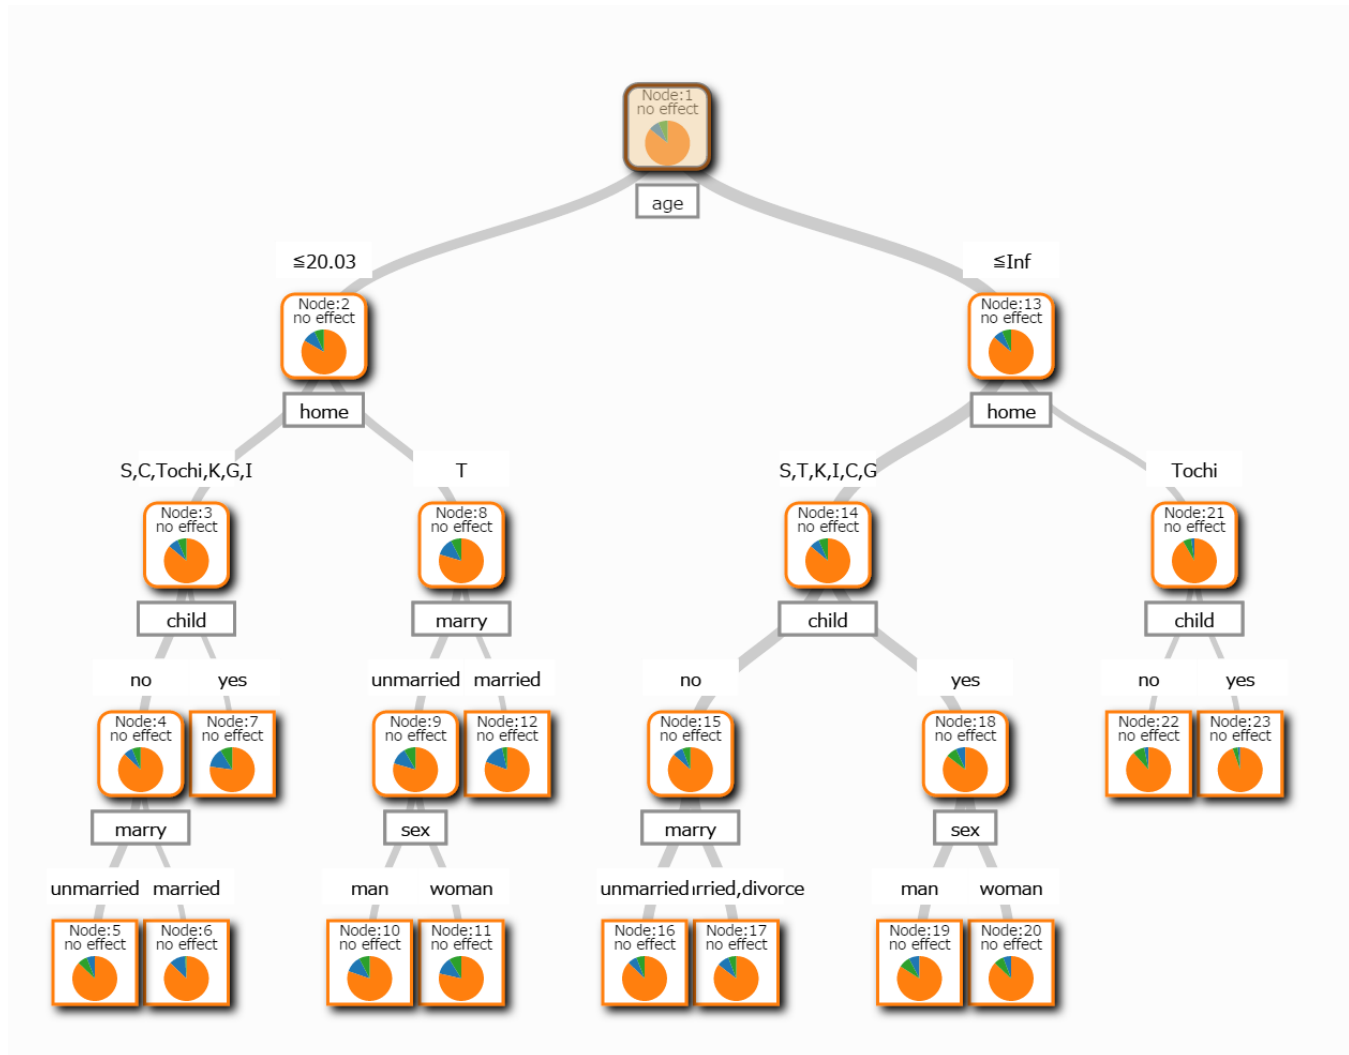 Node:1
no effect
age
≦20.03
≦Inf
Node:2
no effect
Node:13
no effect
home
home
S,C,Tochi,K,G,I
T
S,T,K,I,C,G
Tochi
Node:3
no effect
Node:8
no effect
Node:14
no effect
Node:21
no effect
child
marry
child
child
no
yes
unmarried
married
no
yes
no
yes
Node:4
no effect
Node:7
no effect
Node:9
no effect
Node:12
no effect
Node:15
no effect
Node:18
no effect
Node:22
no effect
Node:23
no effect
marry
sex
marry
sex
unmarried
married
man
woman
unmarried
rried,divorce
man
woman
Node:5
no effect
Node:6
no effect
Node:10
no effect
Node:11
no effect
Node:16
no effect
Node:17
no effect
Node:19
no effect
Node:20
no effect